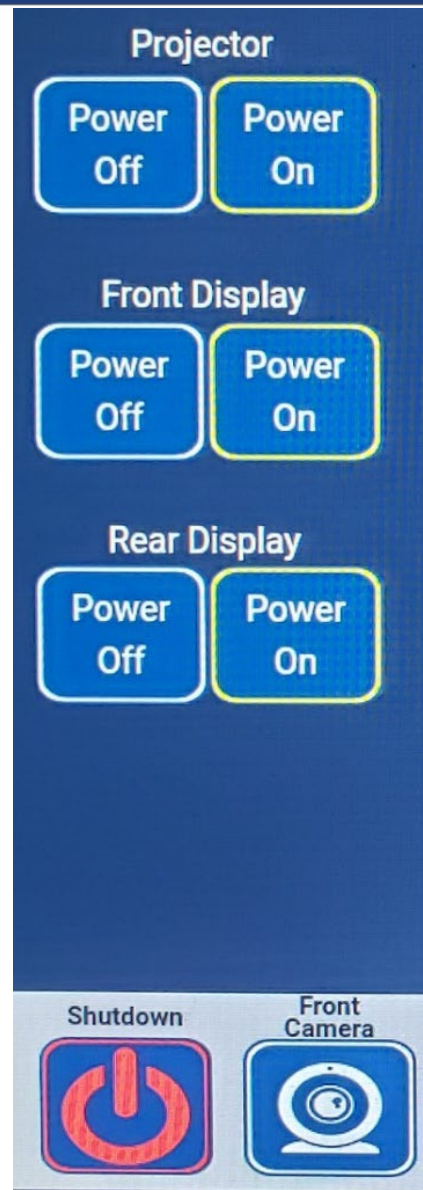 Projector
Power Power
Off On
Front Display
Power Power
Off On
Rear Display
Power Power
Off On
Shutdown
Front
Camera